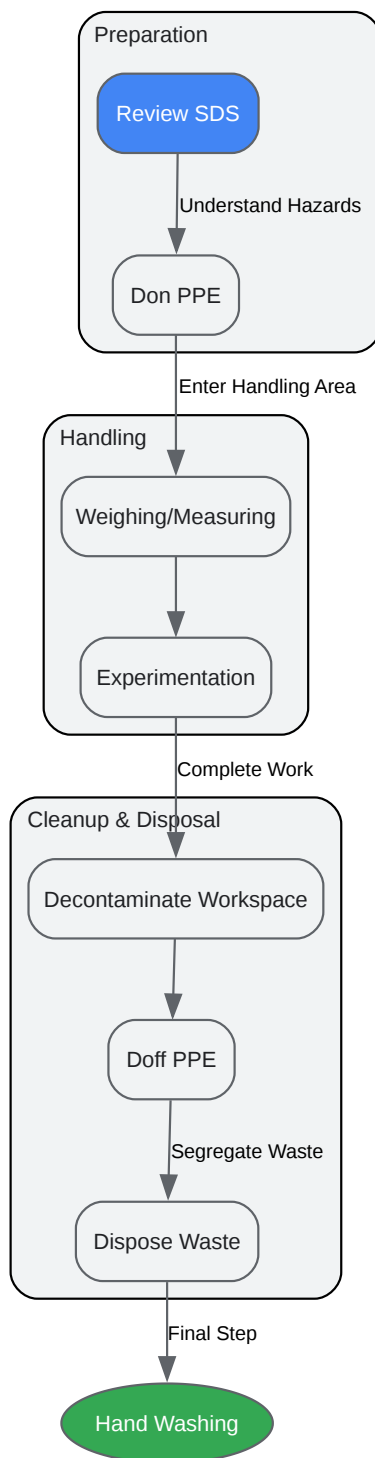 Preparation
Review SDS
Understand Hazards
Don PPE
Enter Handling Area
Handling
Weighing/Measuring
Experimentation
Complete Work
Cleanup & Disposal
Decontaminate Workspace
Doff PPE
Segregate Waste
Dispose Waste
Final Step
Hand Washing